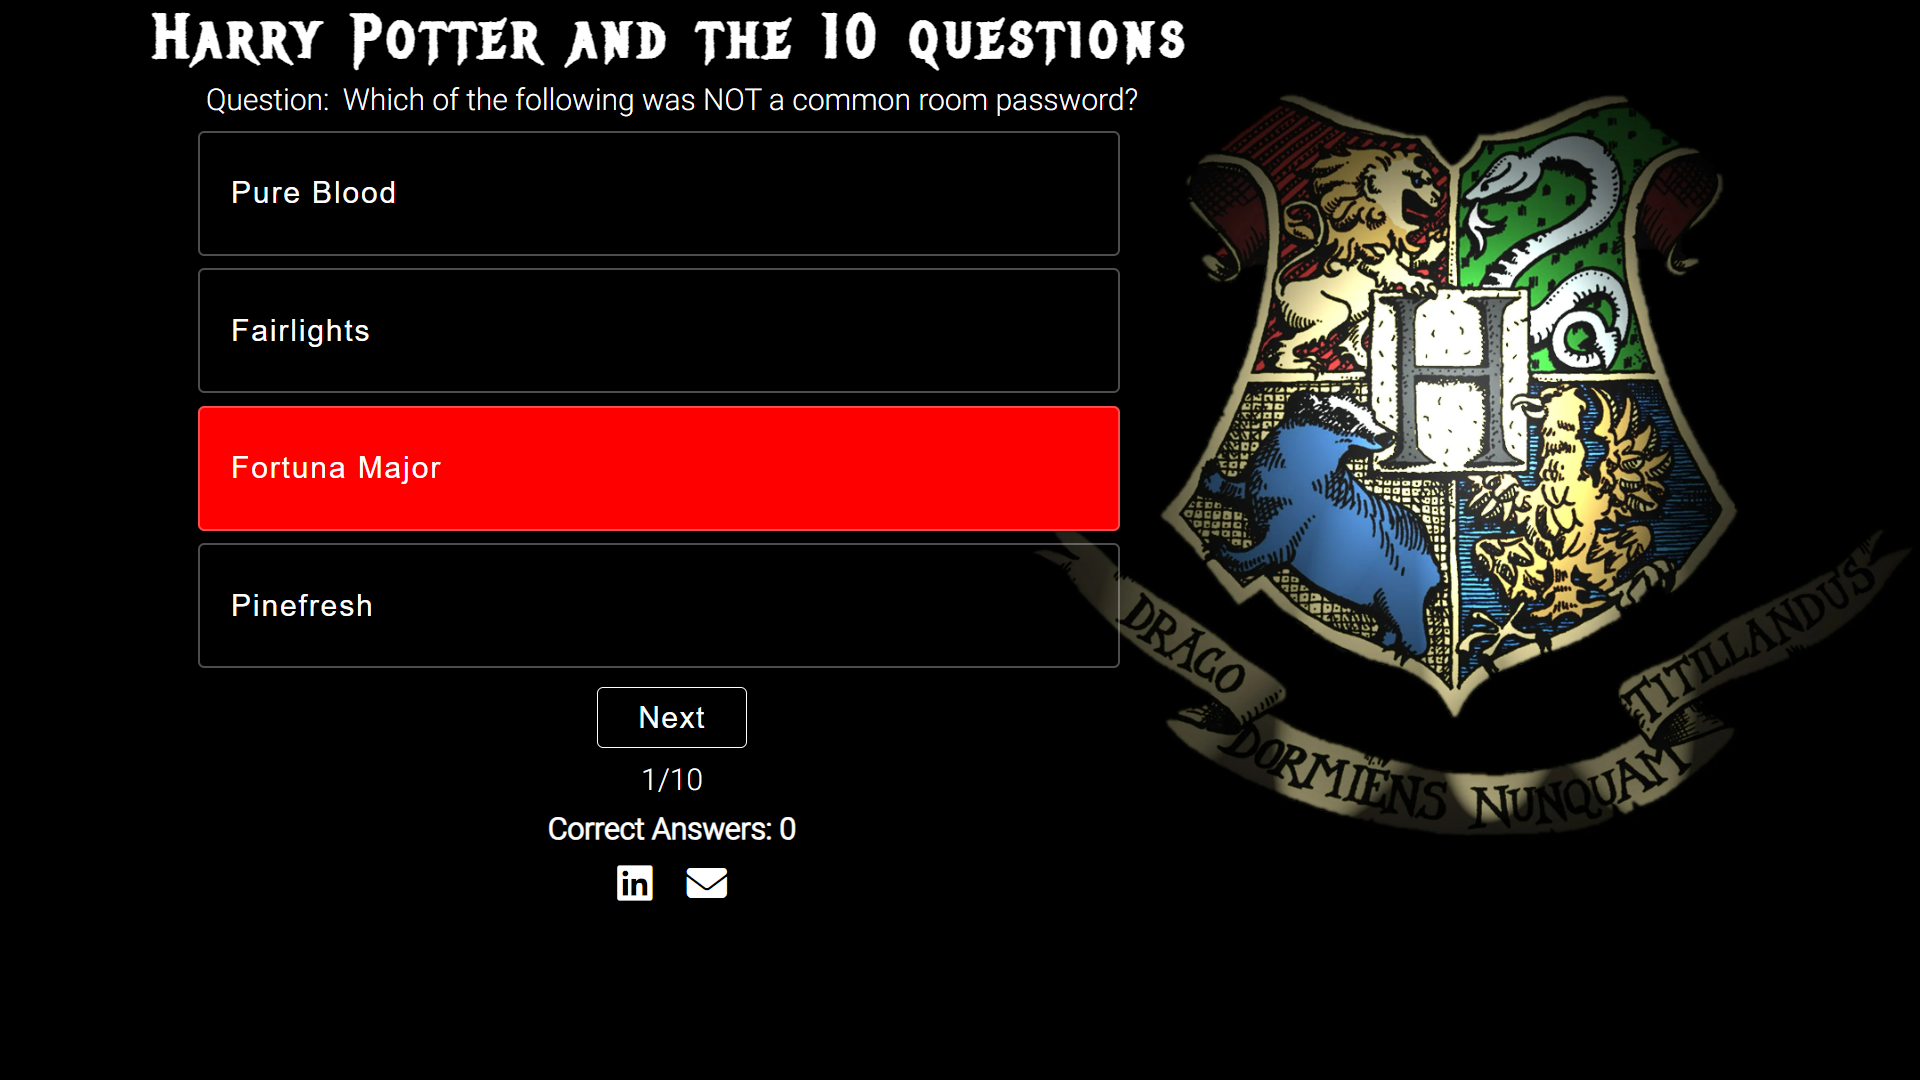 Harry Potter and the 10 questions
Question: Which of the following was NOT a common room password?
Pure Blood
Fairlights
Fortuna Major
Pinefresh
Next
1/10
Correct Answers: 0
in
H
DRACO
DORMIENS NUNQUAM
TITILLANDUS